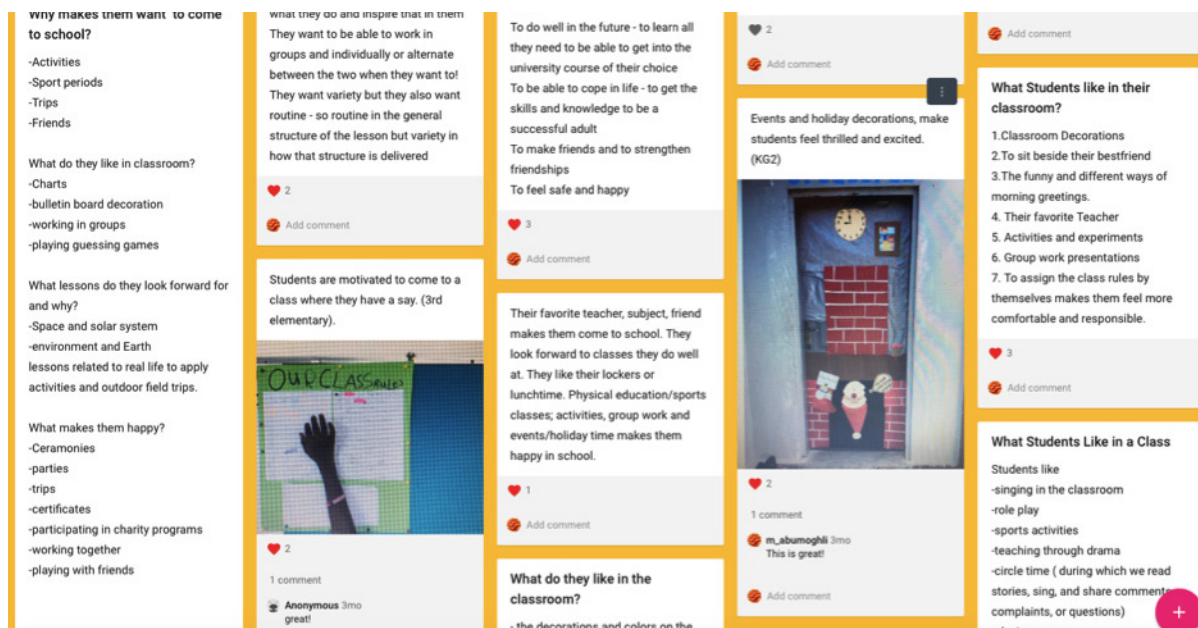 Why makes them want to come
to school?
-Activities
-Sport periods
-Trips
-Friends
What do they like in classroom?
-Charts
-bulletin board decoration
-working in groups
-playing guessing games
What lessons do they look forward for
and why?
-Space and solar system
-environment and Earth
lessons related to real life to apply
activities and outdoor field trips.
What makes them happy?
-Ceramonies
-parties
-trips
-certificates
-participating in charity programs
-working together
-playing with friends
what they do and inspire that in them
They want to be able to work in
groups and individually or alternate
between the two when they want to!
They want variety but they also want
routine - so routine in the general
structure of the lesson but variety in
how that structure is delivered
2
Add comment
Students are motivated to come to a
class where they have a say. (3rd
elementary).
OUR CLASS Rules
2
1 comment
Anonymous 3mo
great!
To do well in the future - to learn all
they need to be able to get into the
university course of their choice
To be able to cope in life - to get the
skills and knowledge to be a
successful adult
To make friends and to strengthen
friendships
To feel safe and happy
3
Add comment
Their favorite teacher, subject, friend
makes them come to school. They
look forward to classes they do well
at. They like their lockers or
lunchtime. Physical education/sports
classes; activities, group work and
events/holiday time makes them
happy in school.
1
Add comment
What do they like in the
classroom?
- the decorations and colors on the
2
Add comment
Events and holiday decorations, make
students feel thrilled and excited.
(KG2)
2
1 comment
m_abumoghli 3mo
This is great!
Add comment
Add comment
What Students like in their
classroom?
1.Classroom Decorations
2.To sit beside their bestfriend
3.The funny and different ways of
morning greetings.
4. Their favorite Teacher
5. Activities and experiments
6. Group work presentations
7. To assign the class rules by
themselves makes them feel more
comfortable and responsible.
3
Add comment
What Students Like in a Class
Students like
-singing in the classroom
-role play
-sports activities
-teaching through drama
-circle time ( during which we read
stories, sing, and share comments
complaints, or questions)